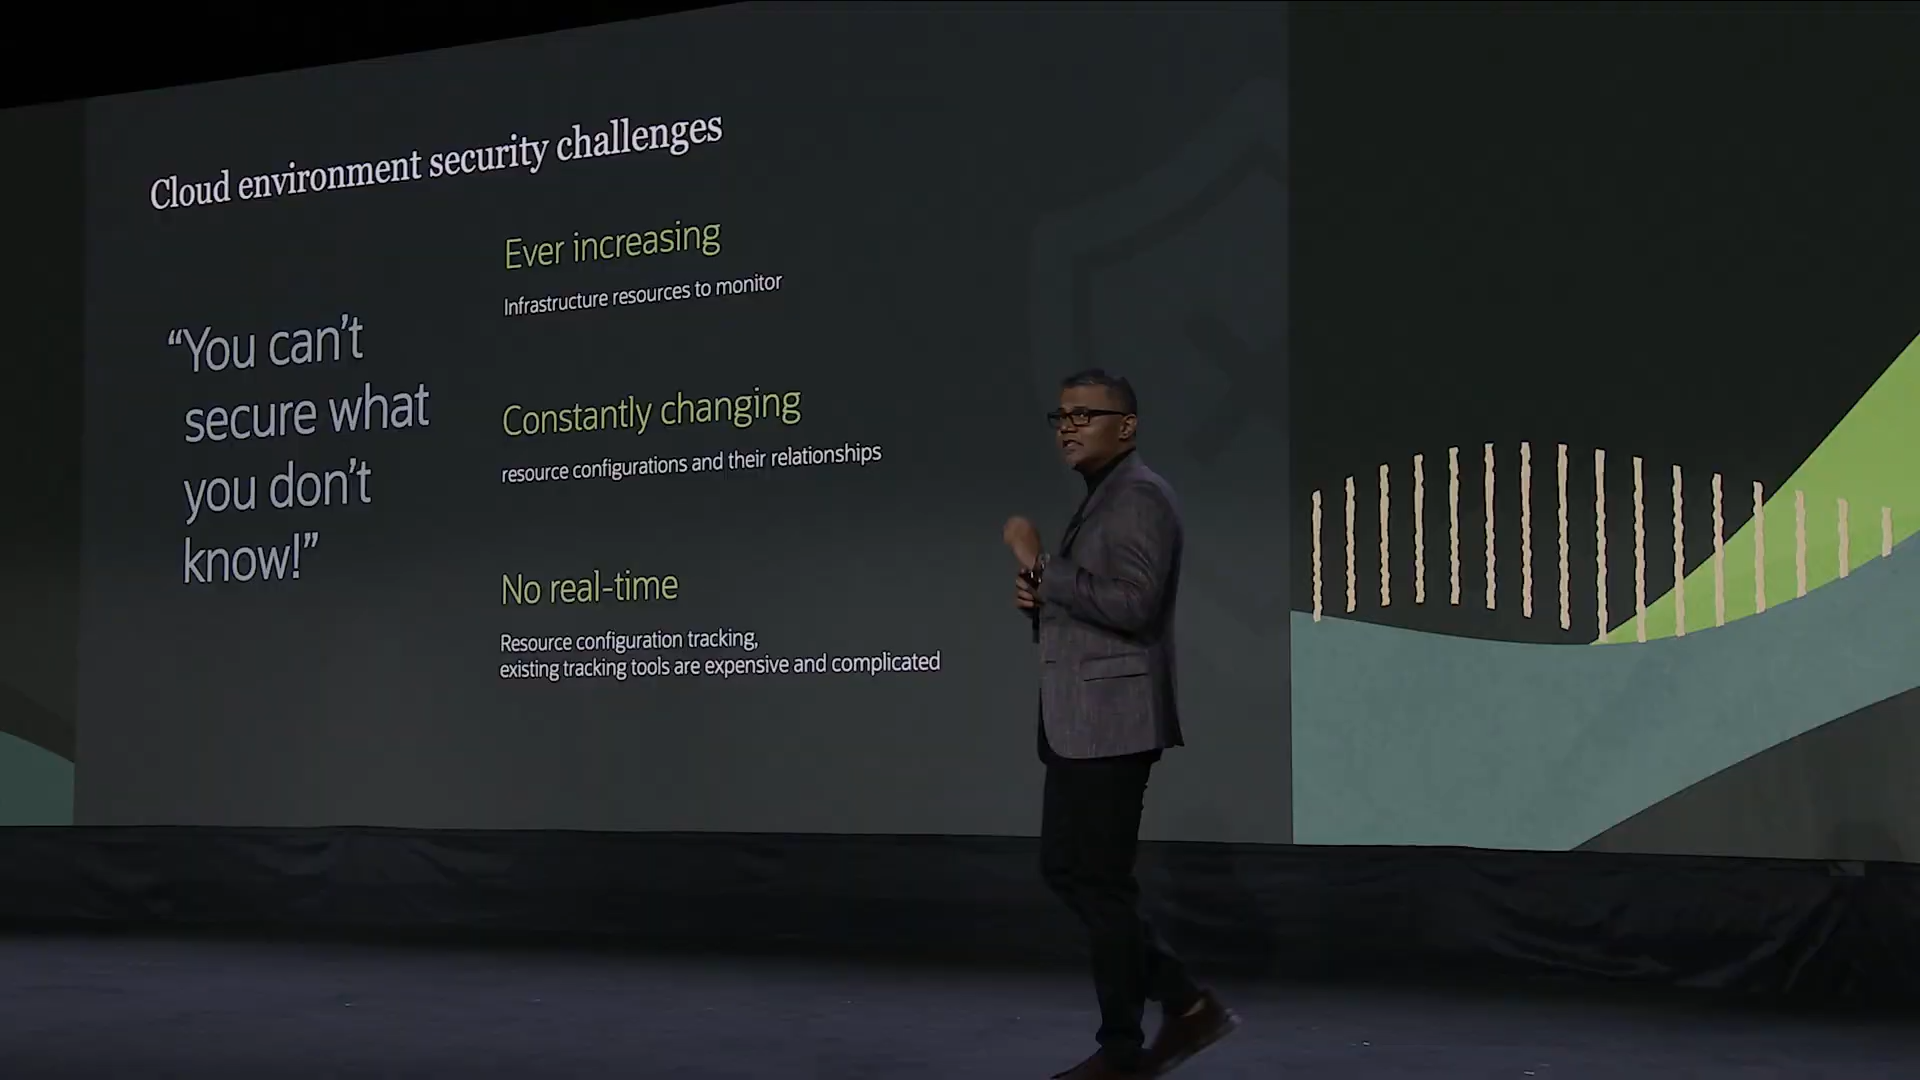 Cloud environment security challenges
“You can’t
secure what
you don’t
know!”
Ever increasing
Infrastructure resources to monitor
Constantly changing
resource configurations and their relationships
No real-time
Resource configuration tracking,
existing tracking tools are expensive and complicated